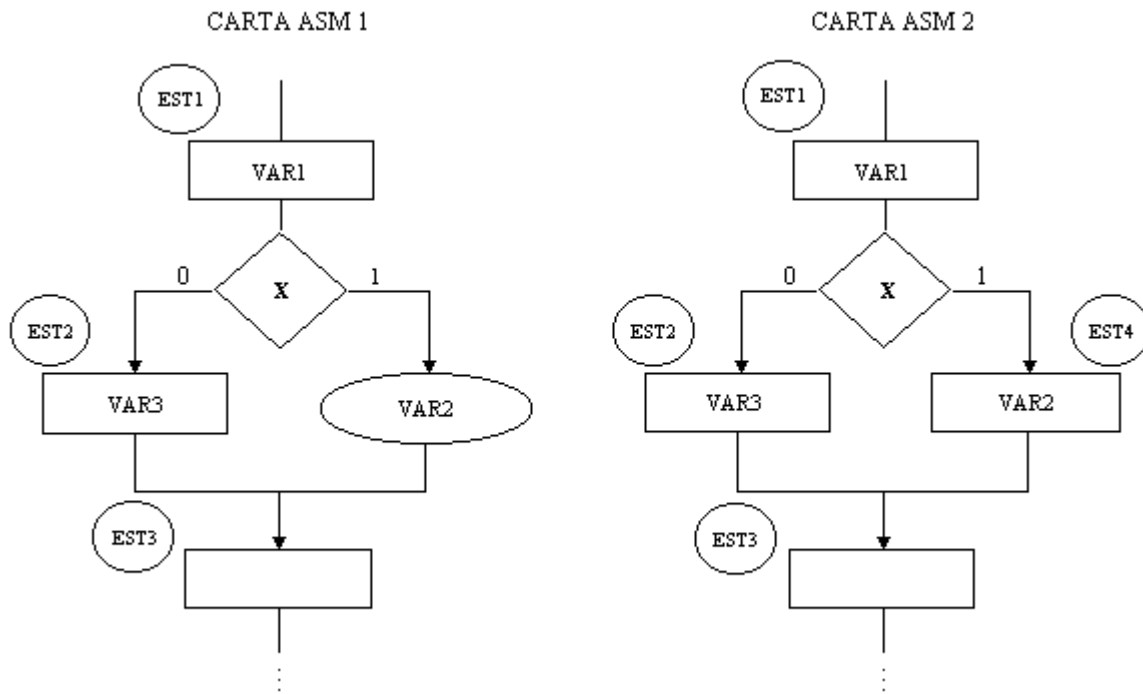 CARTA ASM 1
EST1
VAR1
0
X
1
EST2
VAR3
VAR2
EST3
CARTA ASM 2
EST1
VAR1
0
X
1
EST2
EST4
VAR3
VAR2
EST3